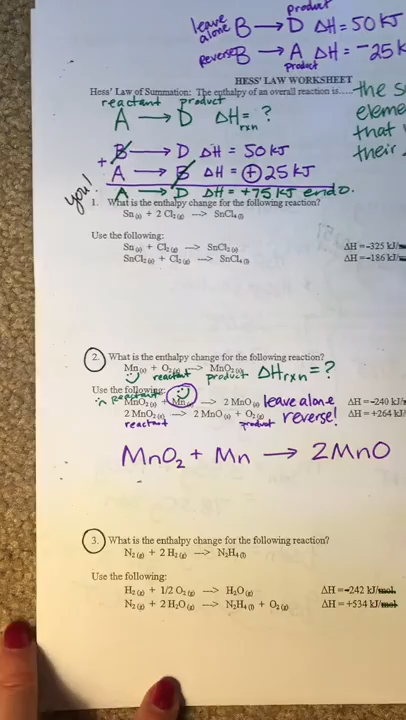 leave alone B → D ΔH = 50 KJ
product
reverse B → A ΔH = -25 K
product
HESS' LAW WORKSHEET
Hess' Law of Summation: The enthalpy of an overall reaction is.....the s
reactant product
A → D ΔH rxn = ?
eleme
that
their
B → D ΔH = 50 KJ
+ A → B ΔH = + 25 KJ
A → D ΔH = +75 KJ endo.
you!
1. What is the enthalpy change for the following reaction?
Sn (s) + 2 Cl2 (g) ---> SnCl4 (l)
Use the following:
Sn (s) + Cl2 (g) ---> SnCl2 (s) ΔH = -325 kJ/
SnCl2 (s) + Cl2 (g) ---> SnCl4 (l) ΔH = -186 kJ/
2. What is the enthalpy change for the following reaction?
Mn (s) + O2 (g) ---> MnO2 (s) ΔHrxn = ?
reactant product
Use the following:
reactant
MnO2 (s) + Mn (s) ---> 2 MnO (s) leave alone ΔH = -240 kJ/
2 MnO2 (s) ---> 2 MnO (s) + O2 (g) reverse! ΔH = +264 kJ/
reactant product
MnO2 + Mn → 2MnO
3. What is the enthalpy change for the following reaction?
N2 (g) + 2 H2 (g) ---> N2H4 (l)
Use the following:
H2 (g) + 1/2 O2 (g) ---> H2O (g) ΔH = -242 kJ/mol
N2 (g) + 2 H2O (g) ---> N2H4 (l) + O2 (g) ΔH = +534 kJ/mol